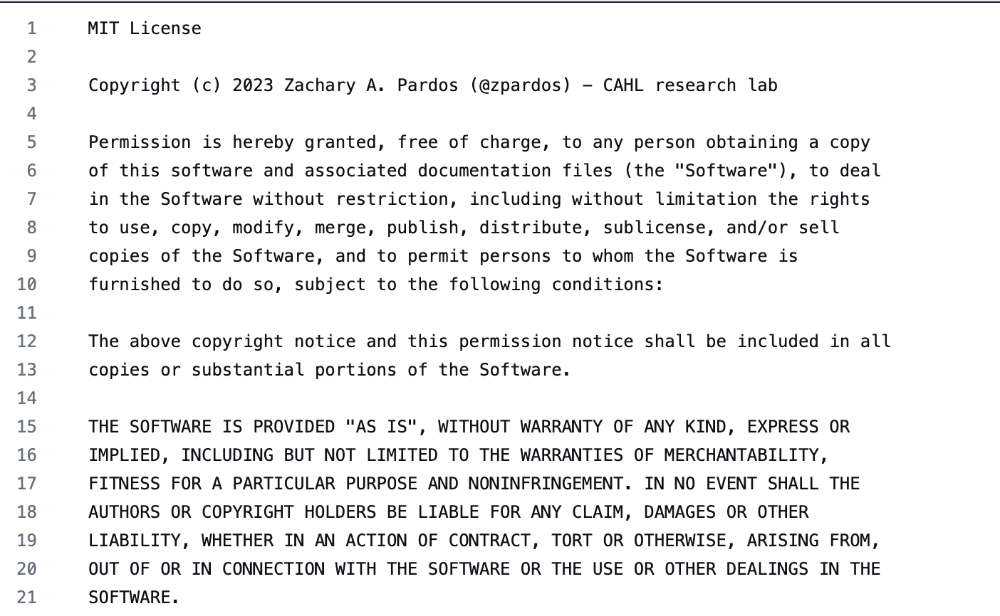 1 MIT License
2
3 Copyright (c) 2023 Zachary A. Pardos (@zpardos) – CAHL research lab
4
5 Permission is hereby granted, free of charge, to any person obtaining a copy
6 of this software and associated documentation files (the "Software"), to deal
7 in the Software without restriction, including without limitation the rights
8 to use, copy, modify, merge, publish, distribute, sublicense, and/or sell
9 copies of the Software, and to permit persons to whom the Software is
10 furnished to do so, subject to the following conditions:
11
12 The above copyright notice and this permission notice shall be included in all
13 copies or substantial portions of the Software.
14
15 THE SOFTWARE IS PROVIDED "AS IS", WITHOUT WARRANTY OF ANY KIND, EXPRESS OR
16 IMPLIED, INCLUDING BUT NOT LIMITED TO THE WARRANTIES OF MERCHANTABILITY,
17 FITNESS FOR A PARTICULAR PURPOSE AND NONINFRINGEMENT. IN NO EVENT SHALL THE
18 AUTHORS OR COPYRIGHT HOLDERS BE LIABLE FOR ANY CLAIM, DAMAGES OR OTHER
19 LIABILITY, WHETHER IN AN ACTION OF CONTRACT, TORT OR OTHERWISE, ARISING FROM,
20 OUT OF OR IN CONNECTION WITH THE SOFTWARE OR THE USE OR OTHER DEALINGS IN THE
21 SOFTWARE.